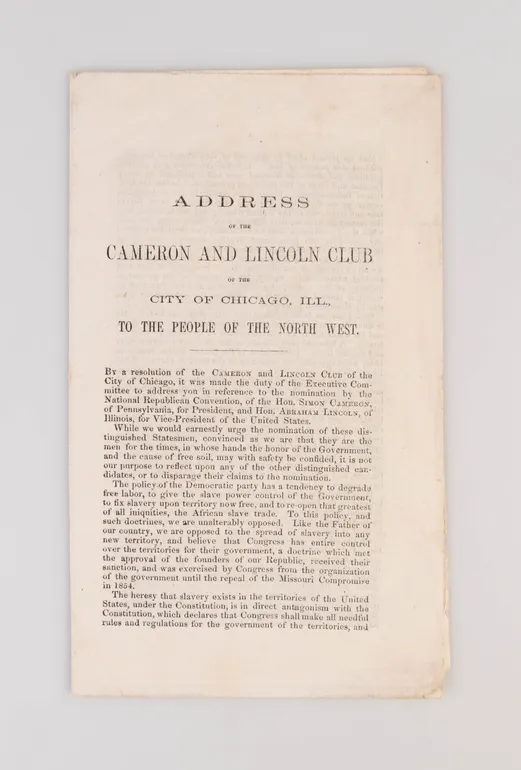 ADDRESS
OF THE
CAMERON AND LINCOLN CLUB
OF THE
CITY OF CHICAGO, ILL.,
TO THE PEOPLE OF THE NORTH WEST.
By a resolution of the Cameron and Lincoln Club of the
City of Chicago, it was made the duty of the Executive Com-
mittee to address you in reference to the nomination by the
National Republican Convention, of the Hon. Simon Cameron,
of Pennsylvania, for President, and Hon. Abraham Lincoln, of
Illinois, for Vice-President of the United States.
While we would earnestly urge the nomination of these dis-
tinguished Statesmen, convinced as we are that they are the
men for the times, in whose hands the honor of the Government,
and the cause of free soil, may with safety be confided, it is not
our purpose to reflect upon any of the other distinguished can-
didates, or to disparage their claims to the nomination.
The policy of the Democratic party has a tendency to degrade
free labor, to give the slave power control of the Government,
to fix slavery upon territory now free, and to re-open that greatest
of all iniquities, the African slave trade. To this policy, and
such doctrines, we are unalterably opposed. Like the Father of
our country, we are opposed to the spread of slavery into any
new territory, and believe that Congress has entire control
over the territories for their government, a doctrine which met
the approval of the founders of our Republic, received their
sanction, and was exercised by Congress from the organization
of the government until the repeal of the Missouri Compromise
in 1854.
The heresy that slavery exists in the territories of the United
States, under the Constitution, is in direct antagonism with the
Constitution, which declares that Congress shall make all needful
rules and regulations for the government of the territories, and